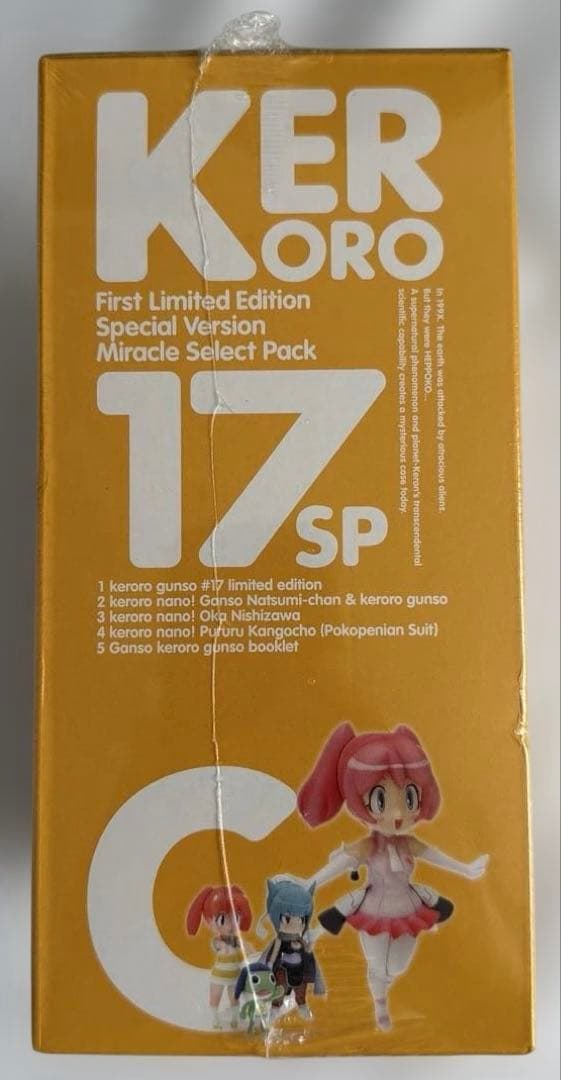 KER
ORO
First Limited Edition
Special Version
Miracle Select Pack
In 199X. The earth was attacked by atrocious aliens.
But they were HEPPOKO...
A supernatural phenomenon and planet-Keron's transcendental
scientific capability creates a mysterious case today.
17SP
1 keroro gunso #17 limited edition
2 keroro nano! Ganso Natsumi-chan & keroro gunso
3 keroro nano! Oka Nishizawa
4 keroro nano! Pururu Kangocho (Pokopenian Suit)
5 Ganso keroro gunso booklet
C